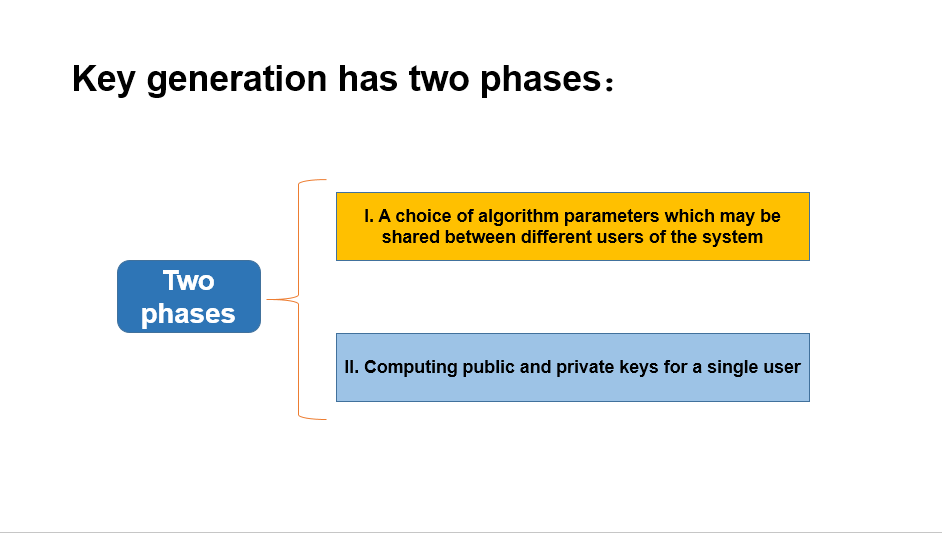 Key generation has two phases：
I. A choice of algorithm parameters which may be
shared between different users of the system
Two
phases
II. Computing public and private keys for a single user